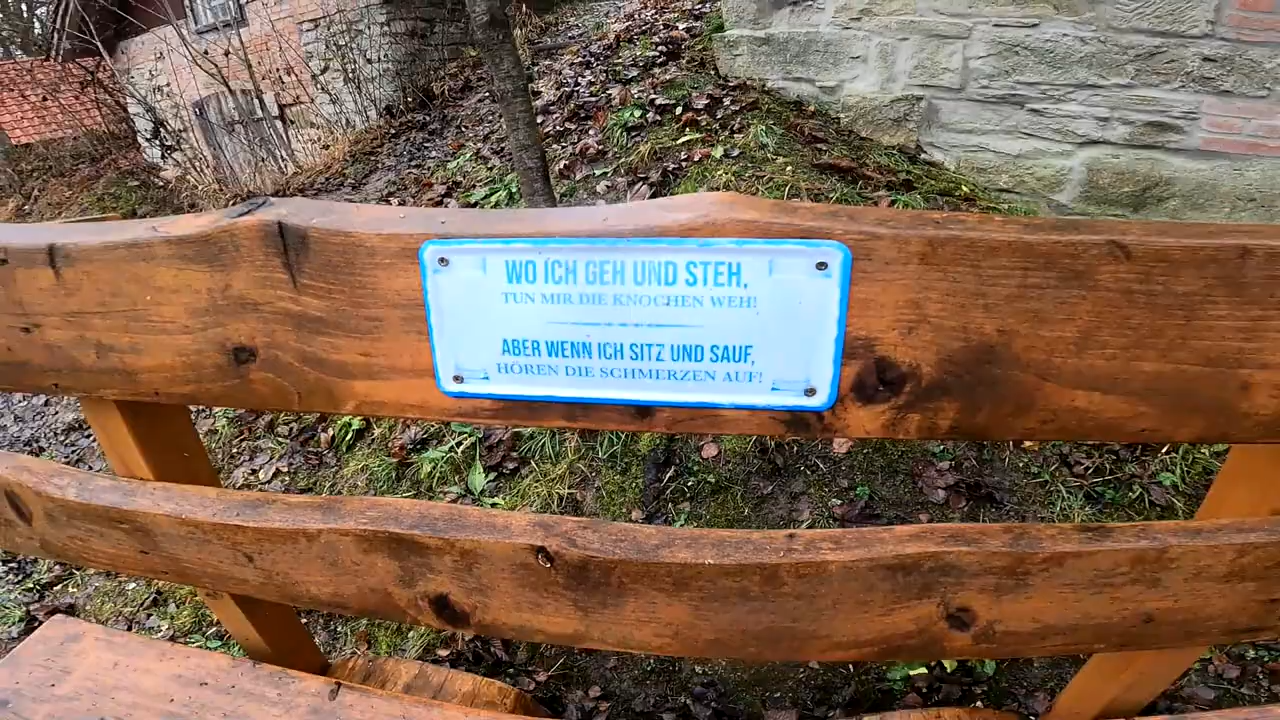 WO ICH GEH UND STEH,
TUN MIR DIE KNOCHEN WEH!
ABER WENN ICH SITZ UND SAUF,
HÖREN DIE SCHMERZEN AUF!